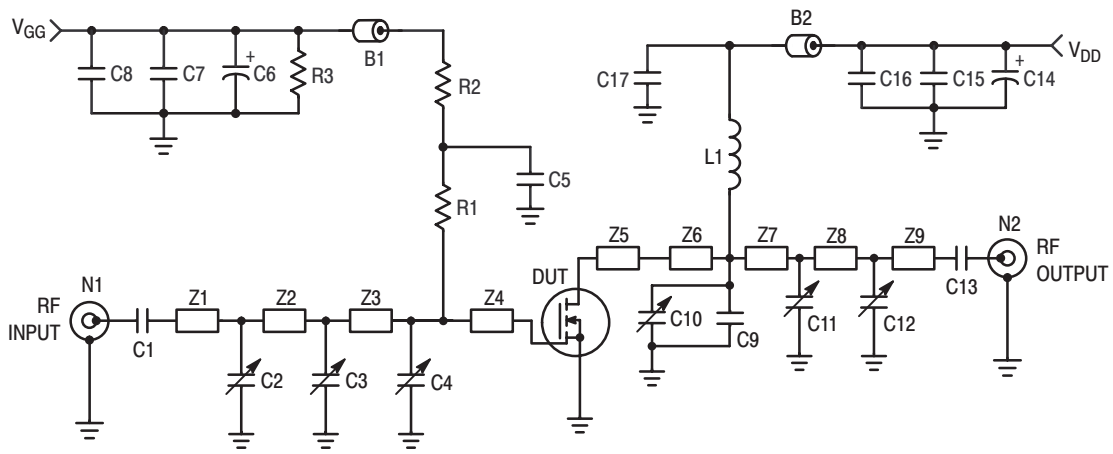 V_GG
B1
B2
V_DD
C8
C7
+
C6
R3
R2
C17
C16
C15
+
C14
C5
L1
R1
Z5
Z6
Z7
Z8
Z9
N2
RF
OUTPUT
C13
DUT
C10
C9
C11
C12
N1
RF
INPUT
C1
Z1
Z2
Z3
Z4
C2
C3
C4